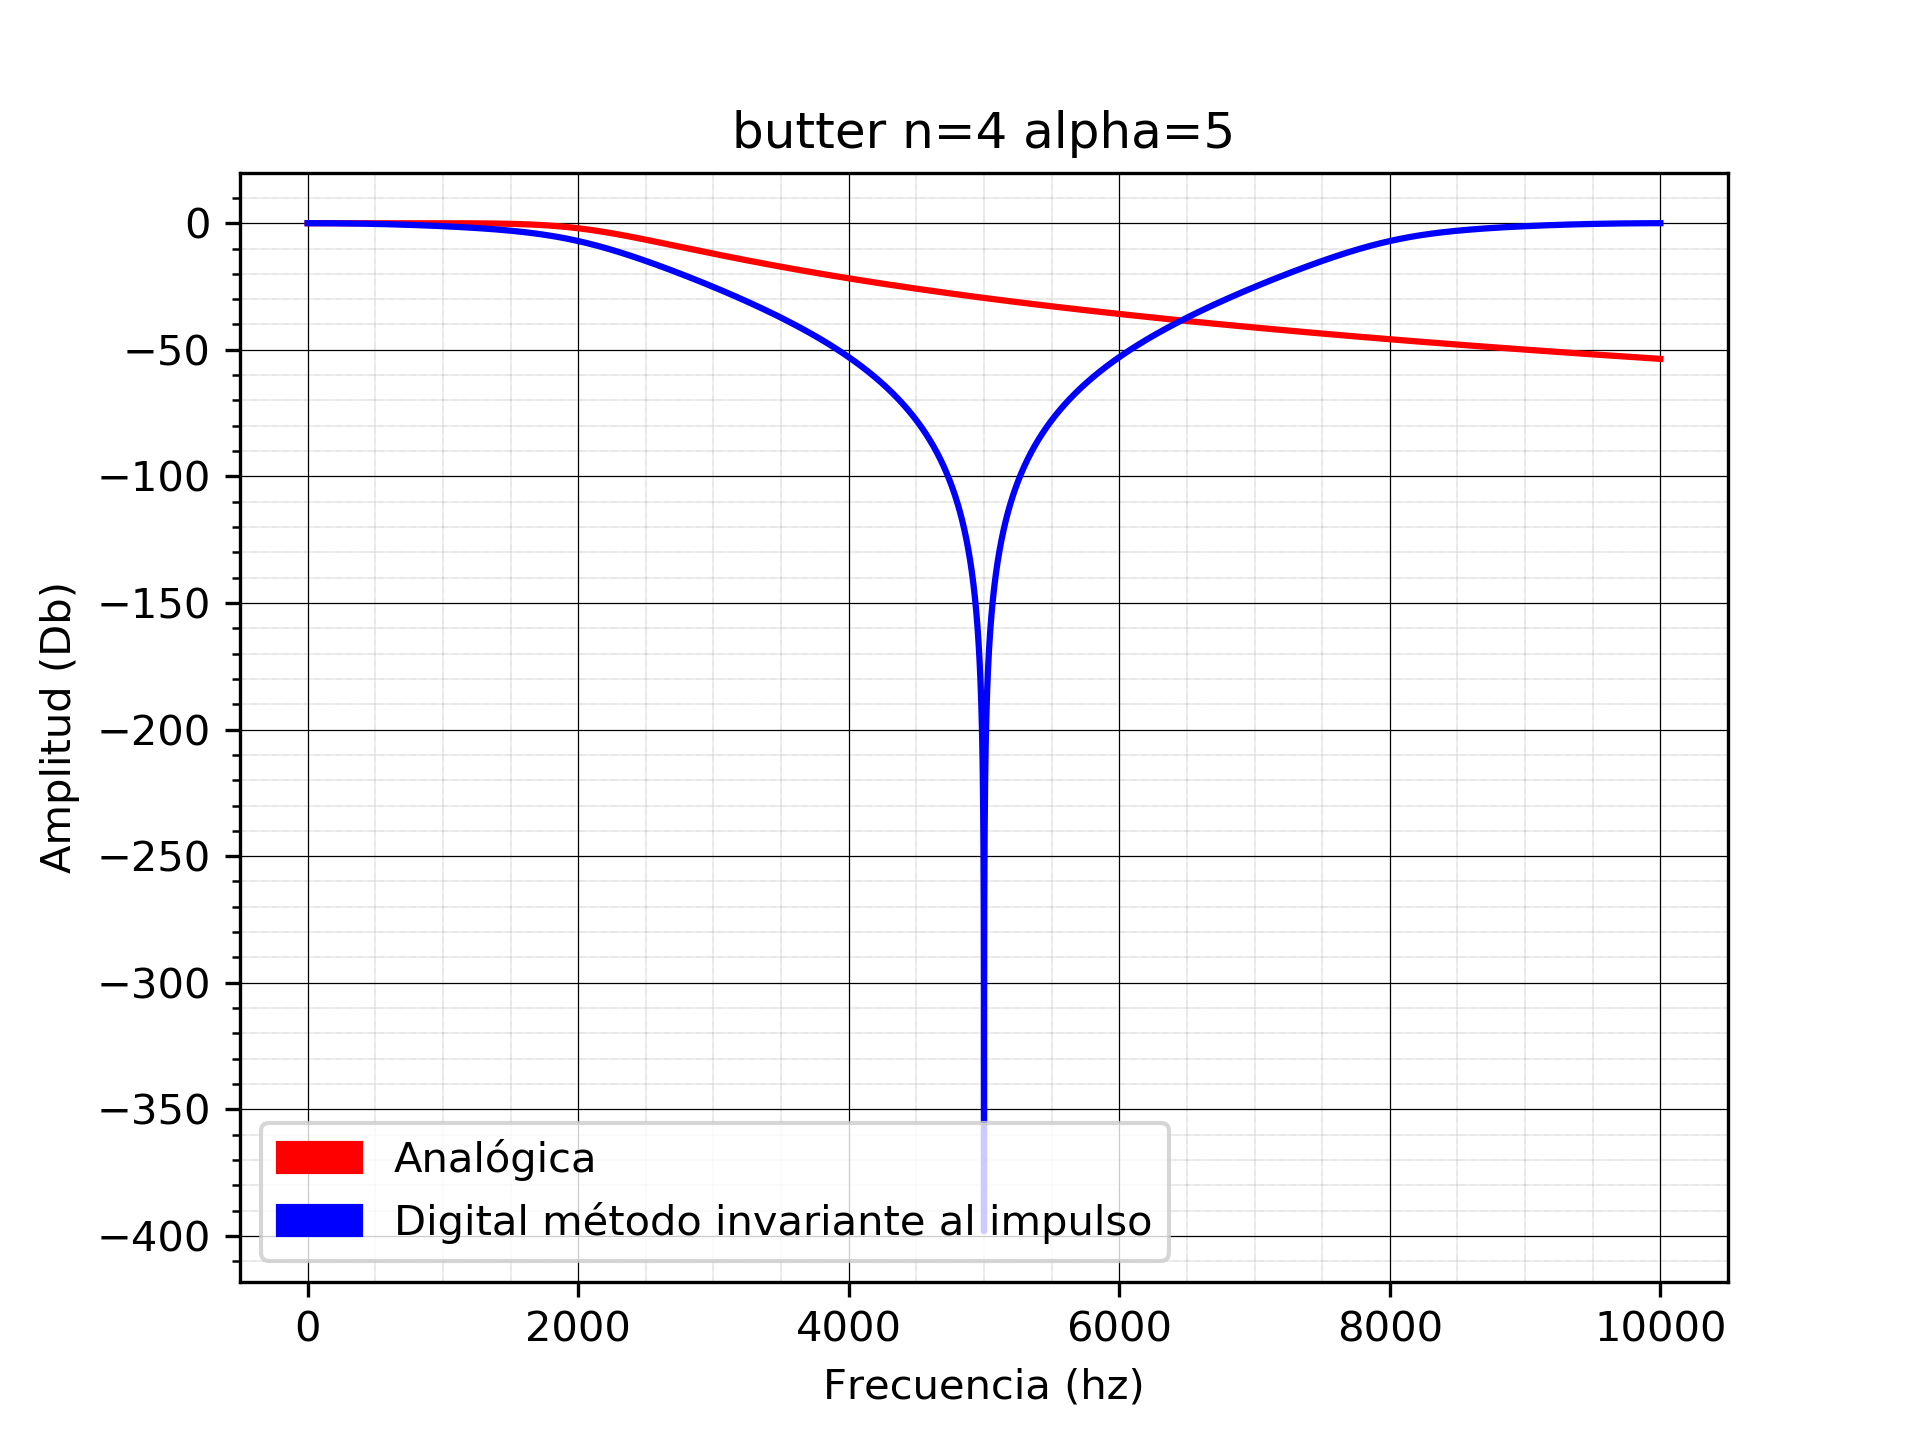 butter n=4 alpha=5
Amplitud (Db)
0
−50
−100
−150
−200
−250
−300
−350
−400
Analógica
Digital método invariante al impulso
0 2000 4000 6000 8000 10000
Frecuencia (hz)